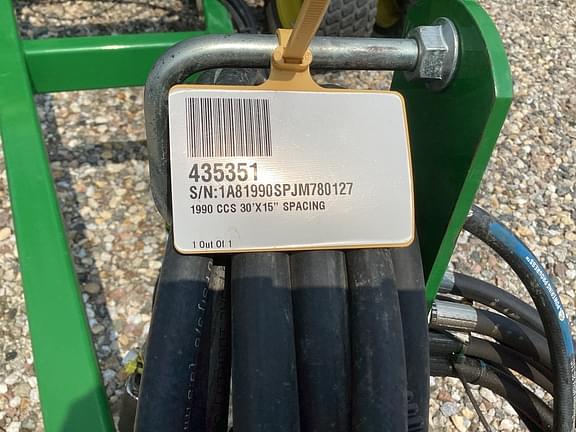 435351
S/N:1A81990SPJM780127
1990 CCS 30'X15" SPACING
1 Out Of 1